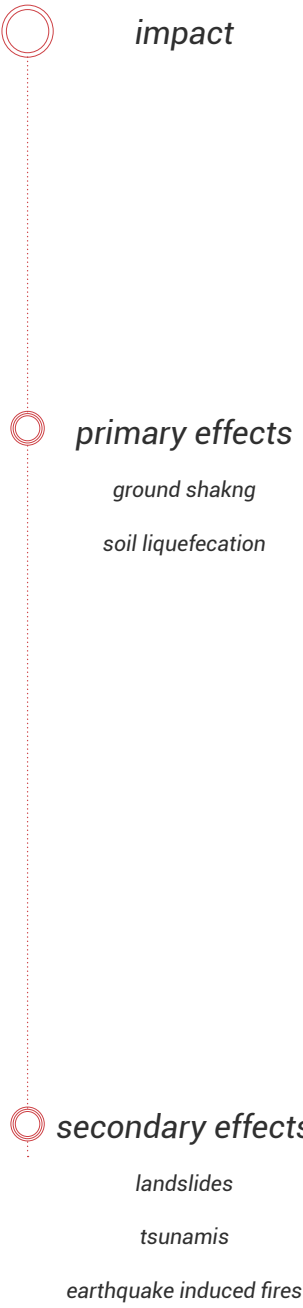 impact
primary effects
ground shakng
soil liquefecation
secondary effects
landslides
tsunamis
earthquake induced fires